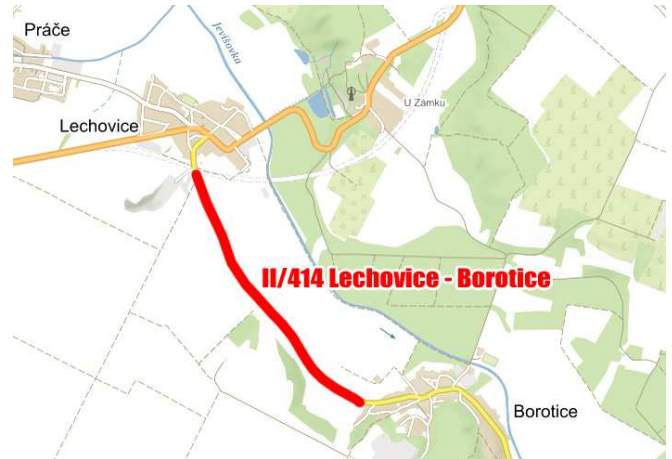 Práče
Jevišovka
U Zámku
Lechovice
II/414 Lechovice - Borotice
Borotice